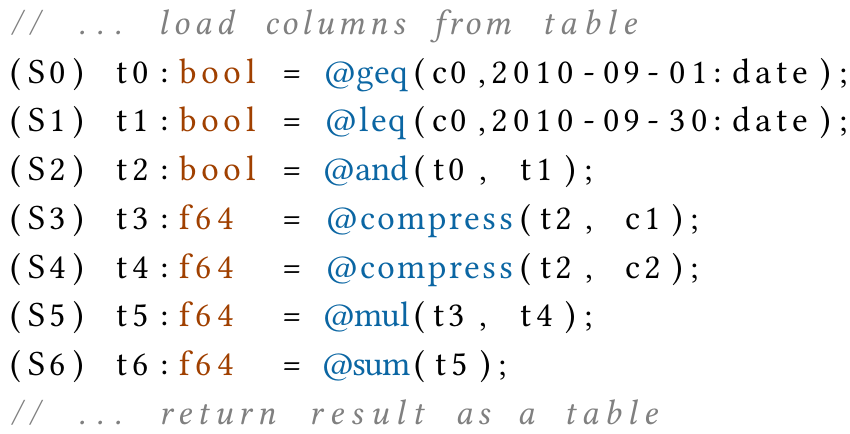 // ... load columns from table
(S0) t0:bool = @geq(c0,2010-09-01:date);
(S1) t1:bool = @leq(c0,2010-09-30:date);
(S2) t2:bool = @and(t0, t1);
(S3) t3:f64 = @compress(t2, c1);
(S4) t4:f64 = @compress(t2, c2);
(S5) t5:f64 = @mul(t3, t4);
(S6) t6:f64 = @sum(t5);
// ... return result as a table